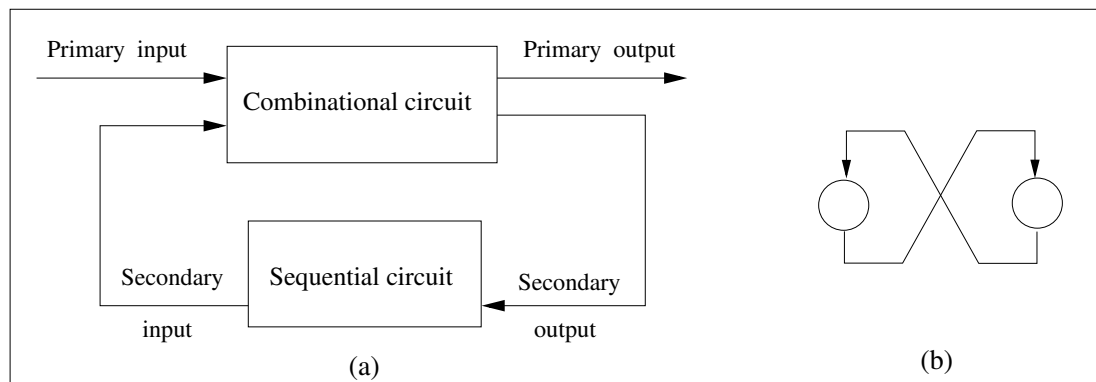 Primary input
Primary output
Combinational circuit
Secondary
input
Sequential circuit
Secondary
output
(a)
(b)